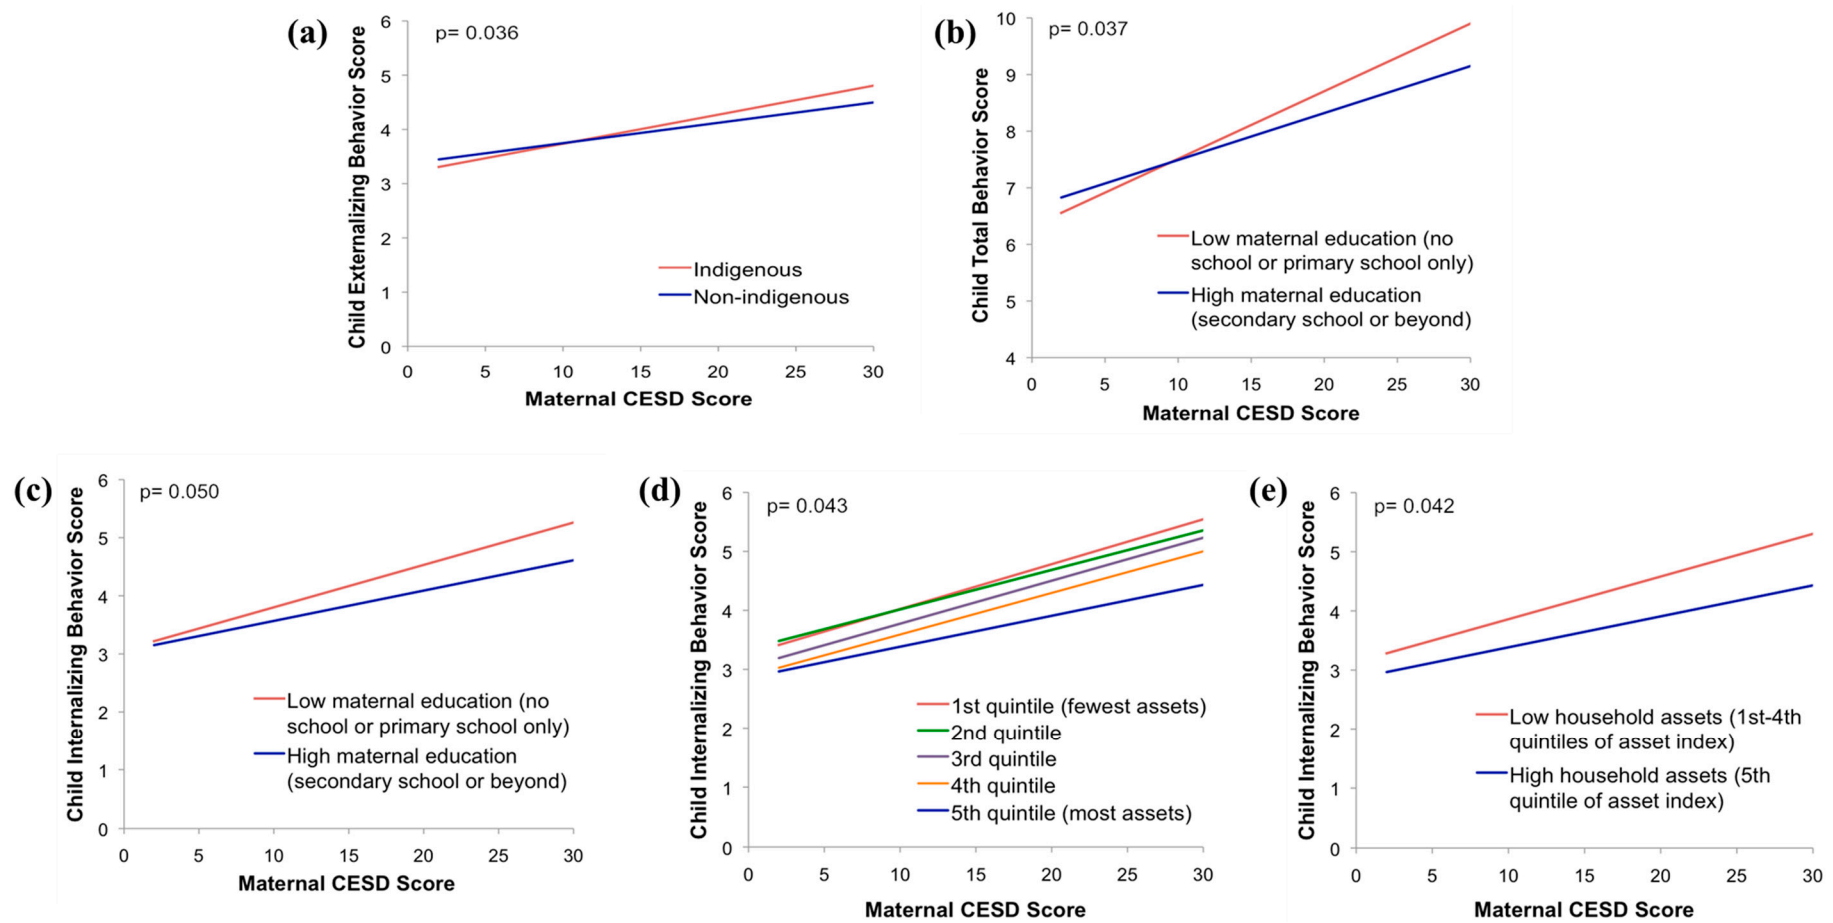 (a)
p= 0.036
Child Externalizing Behavior Score
6
5
4
3
2
1
0
Indigenous
Non-indigenous
0 5 10 15 20 25 30
Maternal CESD Score
(b)
p= 0.037
Child Total Behavior Score
10
9
8
7
6
5
4
Low maternal education (no
school or primary school only)
High maternal education
(secondary school or beyond)
0 5 10 15 20 25 30
Maternal CESD Score
(c)
p= 0.050
Child Internalizing Behavior Score
6
5
4
3
2
1
0
Low maternal education (no
school or primary school only)
High maternal education
(secondary school or beyond)
0 5 10 15 20 25 30
Maternal CESD Score
(d)
p= 0.043
Child Internalizing Behavior Score
6
5
4
3
2
1
0
1st quintile (fewest assets)
2nd quintile
3rd quintile
4th quintile
5th quintile (most assets)
0 5 10 15 20 25 30
Maternal CESD Score
(e)
p= 0.042
Child Internalizing Behavior Score
6
5
4
3
2
1
0
Low household assets (1st-4th
quintiles of asset index)
High household assets (5th
quintile of asset index)
0 5 10 15 20 25 30
Maternal CESD Score